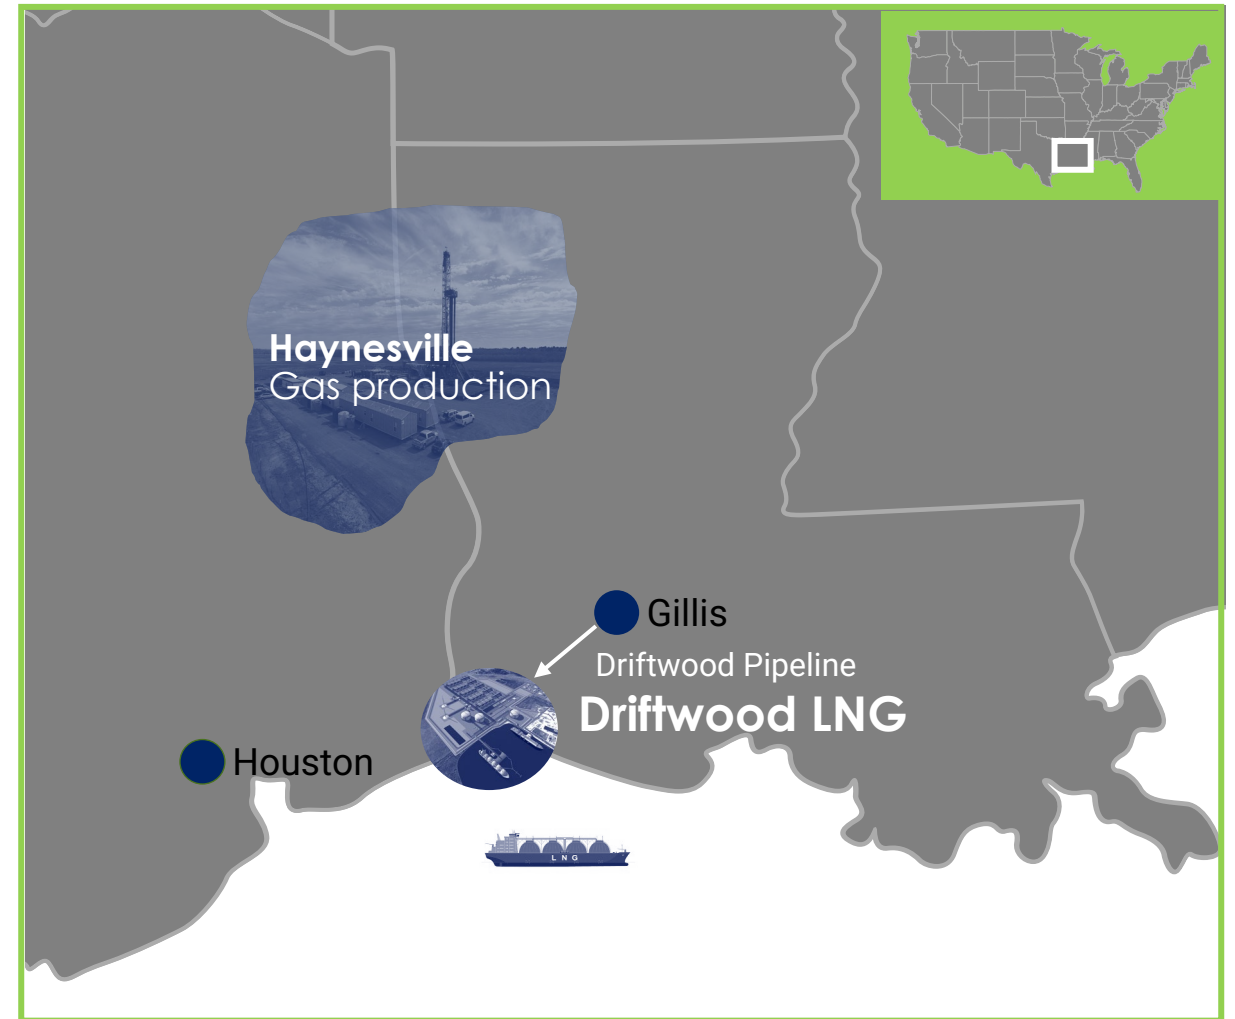 Haynesville
Gas production
Gillis
Driftwood Pipeline
Driftwood LNG
Houston
LNG